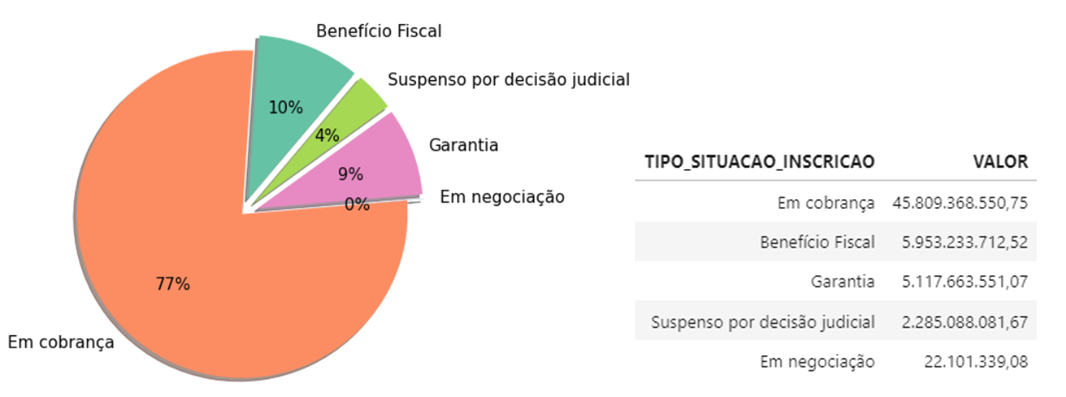 Benefício Fiscal
Suspenso por decisão judicial
10%
4%
Garantia
9%
Em negociação
0%
77%
Em cobrança
TIPO_SITUACAO_INSCRICAO VALOR
Em cobrança 45.809.368.550,75
Benefício Fiscal 5.953.233.712,52
Garantia 5.117.663.551,07
Suspenso por decisão judicial 2.285.088.081,67
Em negociação 22.101.339,08